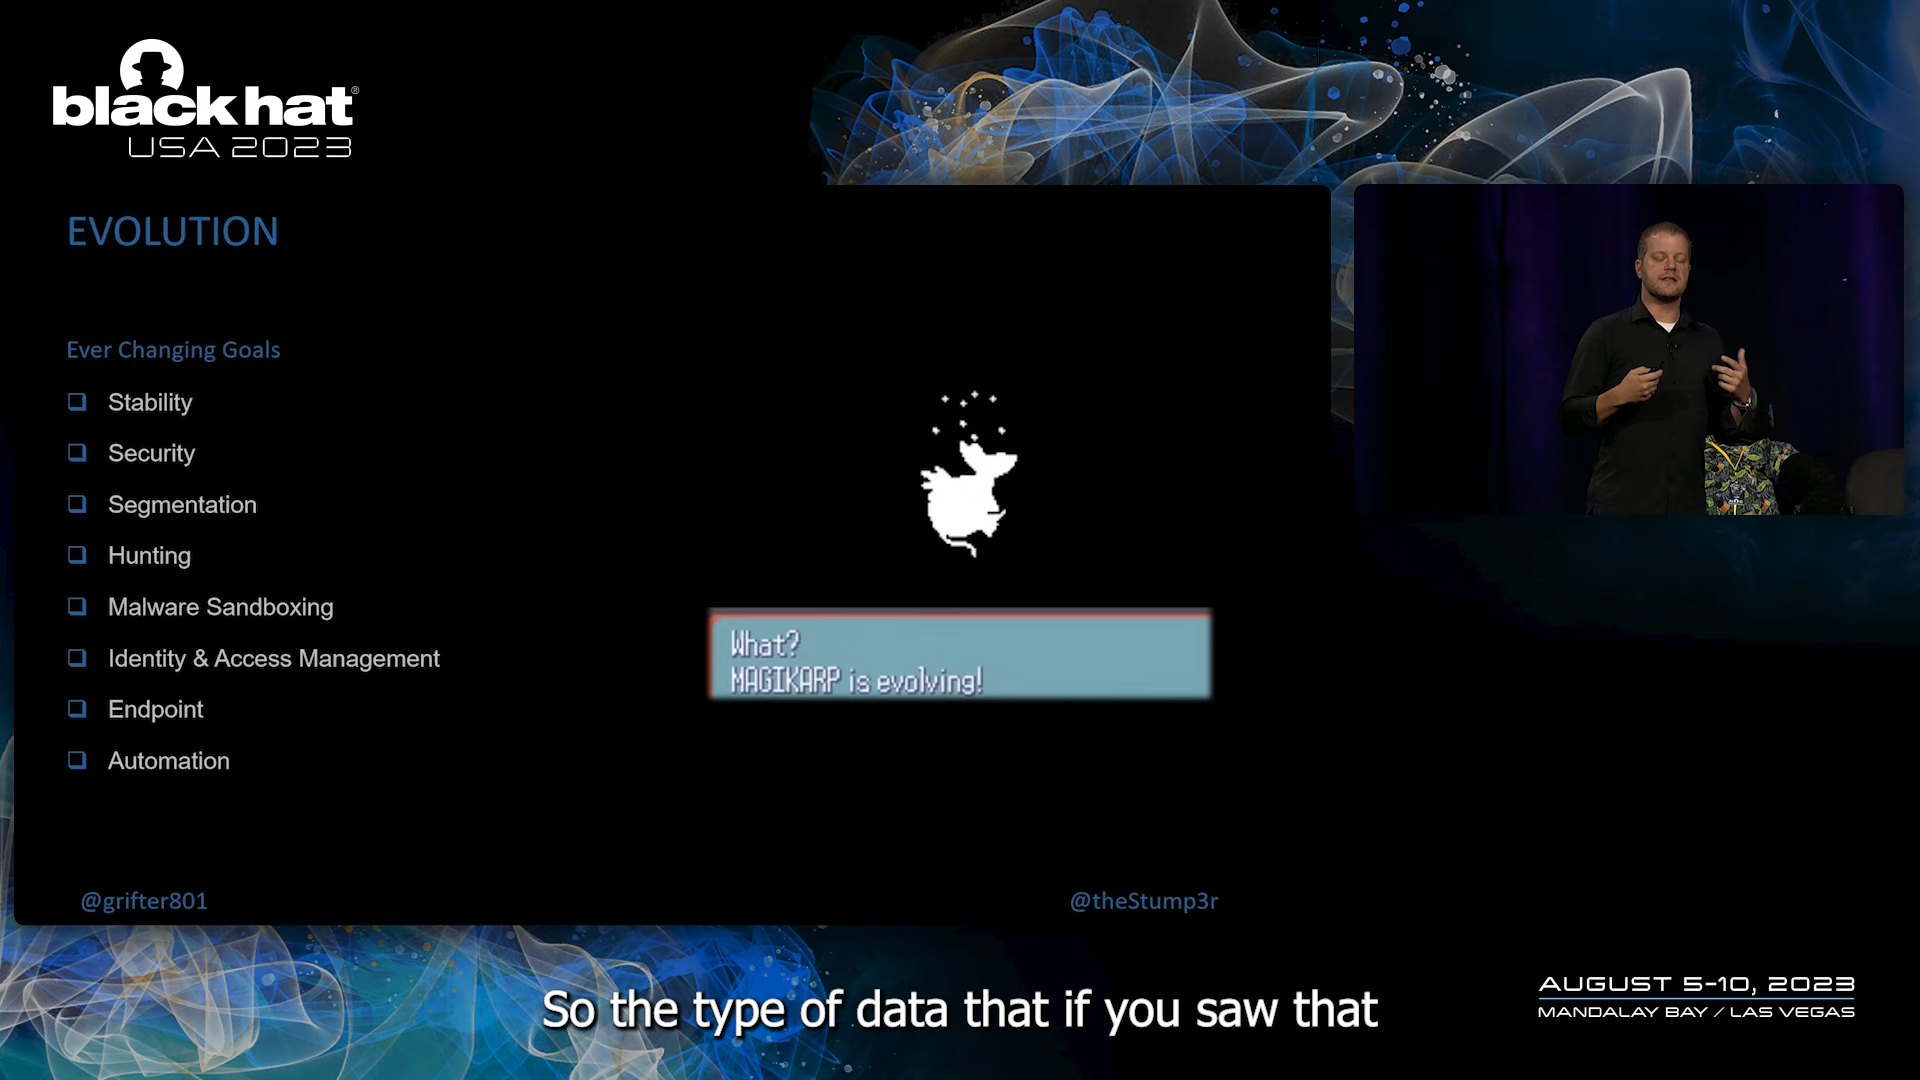 blackhat®
USA 2023
EVOLUTION
Ever Changing Goals
Stability
Security
Segmentation
Hunting
Malware Sandboxing
Identity & Access Management
Endpoint
Automation
What?
MAGIKARP is evolving!
@grifter801
@theStump3r
So the type of data that if you saw that
AUGUST 5-10, 2023
MANDALAY BAY / LAS VEGAS